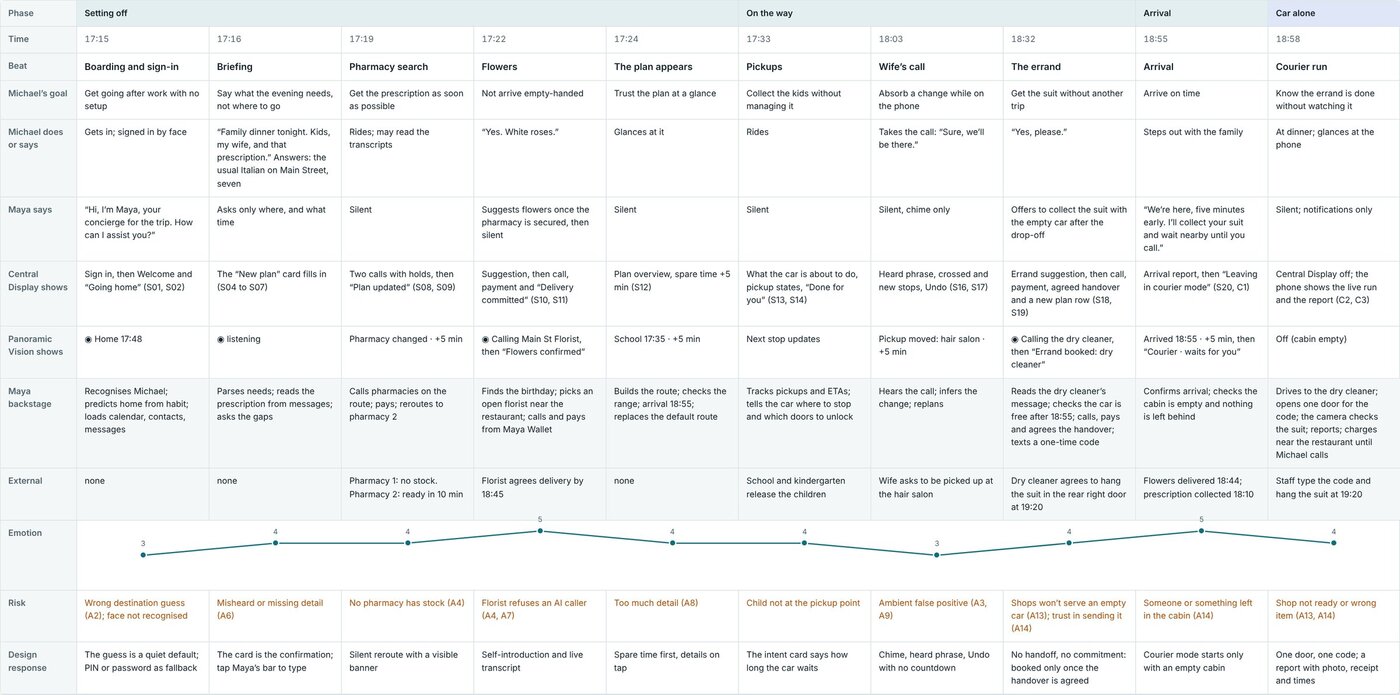 Phase Setting off On the way Arrival Car alone
Time 17:15 17:16 17:19 17:22 17:24 17:33 18:03 18:32 18:55 18:58
Beat Boarding and sign-in Briefing Pharmacy search Flowers The plan appears Pickups Wife's call The errand Arrival Courier run
Michael's goal
Get going after work with no
setup
Say what the evening needs,
not where to go
Get the prescription as soon
as possible
Not arrive empty-handed
Trust the plan at a glance
Collect the kids without
managing it
Absorb a change while on
the phone
Get the suit without another
trip
Arrive on time
Know the errand is done
without watching it
Michael does
or says
Gets in; signed in by face
“Family dinner tonight. Kids,
my wife, and that
prescription.” Answers: the
usual Italian on Main Street,
seven
Rides; may read the
transcripts
“Yes. White roses.”
Glances at it
Rides
Takes the call: “Sure, we'll
be there.”
“Yes, please.”
Steps out with the family
At dinner; glances at the
phone
Maya says
“Hi, I'm Maya, your
concierge for the trip. How
can I assist you?”
Asks only where, and what
time
Silent
Suggests flowers once the
pharmacy is secured, then
silent
Silent
Silent
Silent, chime only
Offers to collect the suit with
the empty car after the
drop-off
“We're here, five minutes
early. I'll collect your suit
and wait nearby until you
call.”
Silent; notifications only
Central
Display shows
Sign in, then Welcome and
“Going home” (S01, S02)
The “New plan” card fills in
(S04 to S07)
Two calls with holds, then
“Plan updated” (S08, S09)
Suggestion, then call,
payment and “Delivery
committed” (S10, S11)
Plan overview, spare time +5
min (S12)
What the car is about to do,
pickup states, “Done for
you” (S13, S14)
Heard phrase, crossed and
new stops, Undo (S16, S17)
Errand suggestion, then call,
payment, agreed handover
and a new plan row (S18,
S19)
Arrival report, then “Leaving
in courier mode” (S20, C1)
Central Display off; the
phone shows the live run
and the report (C2, C3)
Panoramic
Vision shows
◉ Home 17:48
◉ listening
Pharmacy changed · +5 min
◉ Calling Main St Florist,
then “Flowers confirmed”
School 17:35 · +5 min
Next stop updates
Pickup moved: hair salon ·
+5 min
◉ Calling the dry cleaner,
then “Errand booked: dry
cleaner”
Arrived 18:55 · +5 min, then
“Courier · waits for you”
Off (cabin empty)
Maya
backstage
Recognises Michael;
predicts home from habit;
loads calendar, contacts,
messages
Parses needs; reads the
prescription from messages;
asks the gaps
Calls pharmacies on the
route; pays; reroutes to
pharmacy 2
Finds the birthday; picks an
open florist near the
restaurant; calls and pays
from Maya Wallet
Builds the route; checks the
range; arrival 18:55;
replaces the default route
Tracks pickups and ETAs;
tells the car where to stop
and which doors to unlock
Hears the call; infers the
change; replans
Reads the dry cleaner's
message; checks the car is
free after 18:55; calls, pays
and agrees the handover;
texts a one-time code
Confirms arrival; checks the
cabin is empty and nothing
is left behind
Drives to the dry cleaner;
opens one door for the
code; the camera checks
the suit; reports; charges
near the restaurant until
Michael calls
External
none
none
Pharmacy 1: no stock.
Pharmacy 2: ready in 10 min
Florist agrees delivery by
18:45
none
School and kindergarten
release the children
Wife asks to be picked up at
the hair salon
Dry cleaner agrees to hang
the suit in the rear right door
at 19:20
Flowers delivered 18:44;
prescription collected 18:10
Staff type the code and
hang the suit at 19:20
Emotion 3 4 4 5 4 4 3 4 5 4
Risk
Wrong destination guess
(A2); face not recognised
Misheard or missing detail
(A6)
No pharmacy has stock (A4)
Florist refuses an AI caller
(A4, A7)
Too much detail (A8)
Child not at the pickup point
Ambient false positive (A3,
A9)
Shops won't serve an empty
car (A13); trust in sending it
(A14)
Someone or something left
in the cabin (A14)
Shop not ready or wrong
item (A13, A14)
Design
response
The guess is a quiet default;
PIN or password as fallback
The card is the confirmation;
tap Maya's bar to type
Silent reroute with a visible
banner
Self-introduction and live
transcript
Spare time first, details on
tap
The intent card says how
long the car waits
Chime, heard phrase, Undo
with no countdown
No handoff, no commitment:
booked only once the
handover is agreed
Courier mode starts only
with an empty cabin
One door, one code; a
report with photo, receipt
and times